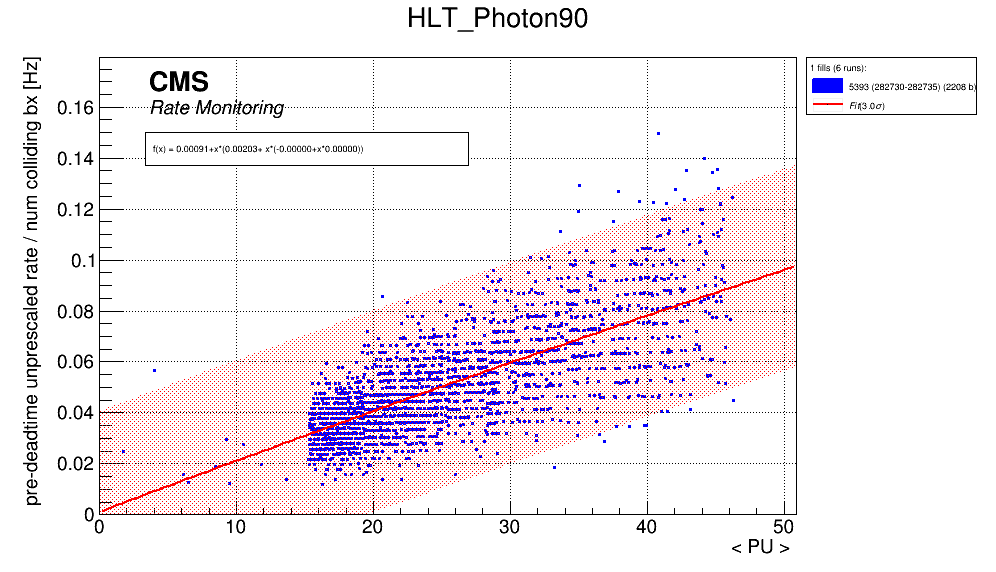 HLT_Photon90
pre-deadtime unprescaled rate / num colliding bx [Hz]
CMS
Rate Monitoring
f(x) = 0.00091+x*(0.00203+ x*(-0.00000+x*0.00000))
0.16
0.14
0.12
0.1
0.08
0.06
0.04
0.02
0
0 10 20 30 40 50
< PU >
1 fills (6 runs):
5393 (282730-282735) (2208 b)
Fit(3.0σ)